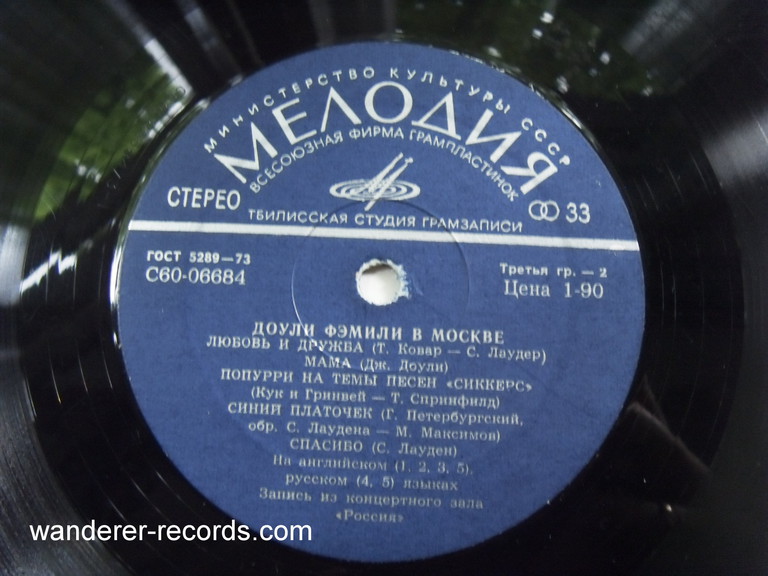 МИНИСТЕРСТВО КУЛЬТУРЫ СССР
МЕЛОДИЯ
ВСЕСОЮЗНАЯ ФИРМА ГРАМПЛАСТИНОК
СТЕРЕО
33
ТБИЛИССКАЯ СТУДИЯ ГРАМЗАПИСИ
ГОСТ 5289—73
С60-06684
Третья гр. — 2
Цена 1-90
ДОУЛИ ФЭМИЛИ В МОСКВЕ
ЛЮБОВЬ И ДРУЖБА (Т. Ковар — С. Лаудер)
МАМА (Дж. Доули)
ПОПУРРИ НА ТЕМЫ ПЕСЕН «СИККЕРС»
(Кук и Гринвей — Т. Спринфилд)
СИНИЙ ПЛАТОЧЕК (Г. Петербургский,
обр. С. Лаудена — М. Максимов)
СПАСИБО (С. Лауден)
На английском (1, 2, 3, 5),
русском (4, 5) языках
Запись из концертного зала
«Россия»
wanderer-records.com